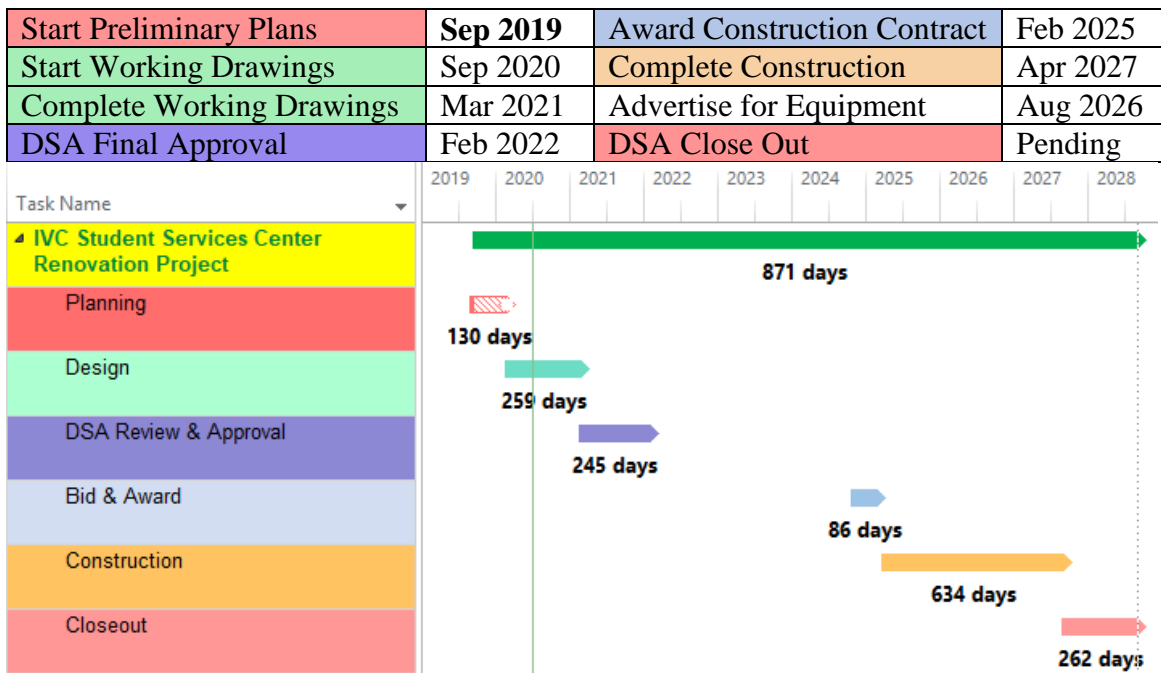 Start Preliminary Plans Sep 2019 Award Construction Contract Feb 2025
Start Working Drawings Sep 2020 Complete Construction Apr 2027
Complete Working Drawings Mar 2021 Advertise for Equipment Aug 2026
DSA Final Approval Feb 2022 DSA Close Out Pending
Task Name 2019 2020 2021 2022 2023 2024 2025 2026 2027 2028
IVC Student Services Center
Renovation Project
871 days
Planning
130 days
Design
259 days
DSA Review & Approval
245 days
Bid & Award
86 days
Construction
634 days
Closeout
262 days